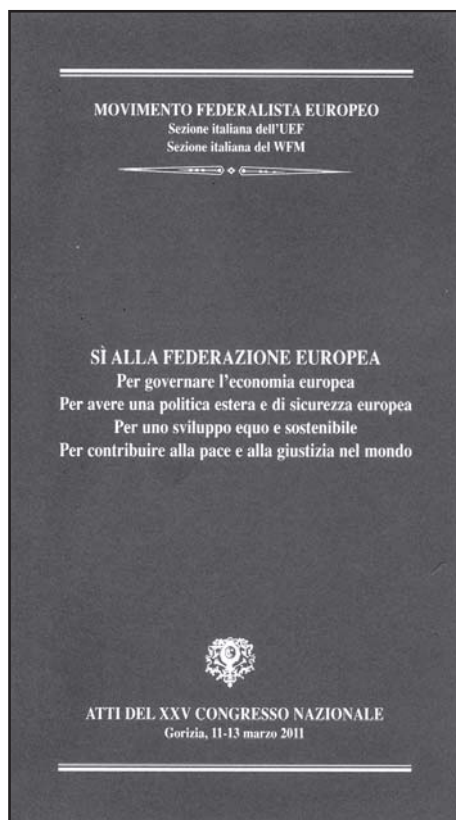 MOVIMENTO FEDERALISTA EUROPEO
Sezione italiana dell'UEF
Sezione italiana del WFM
SÌ ALLA FEDERAZIONE EUROPEA
Per governare l'economia europea
Per avere una politica estera e di sicurezza europea
Per uno sviluppo equo e sostenibile
Per contribuire alla pace e alla giustizia nel mondo
ATTI DEL XXV CONGRESSO NAZIONALE
Gorizia, 11-13 marzo 2011